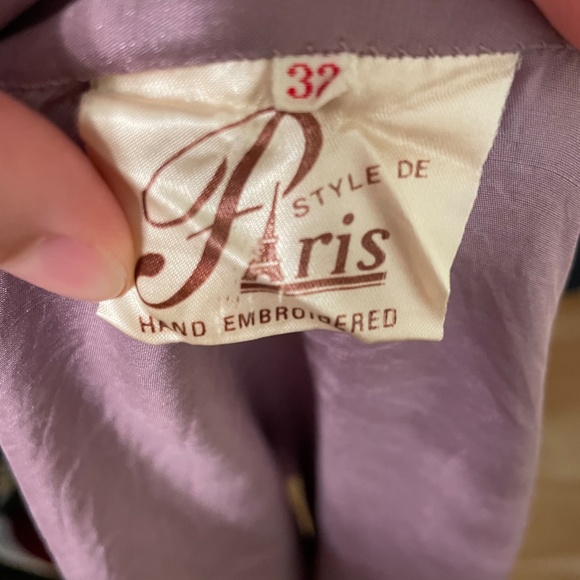 32
STYLE DE
Paris
HAND EMBROIDERED